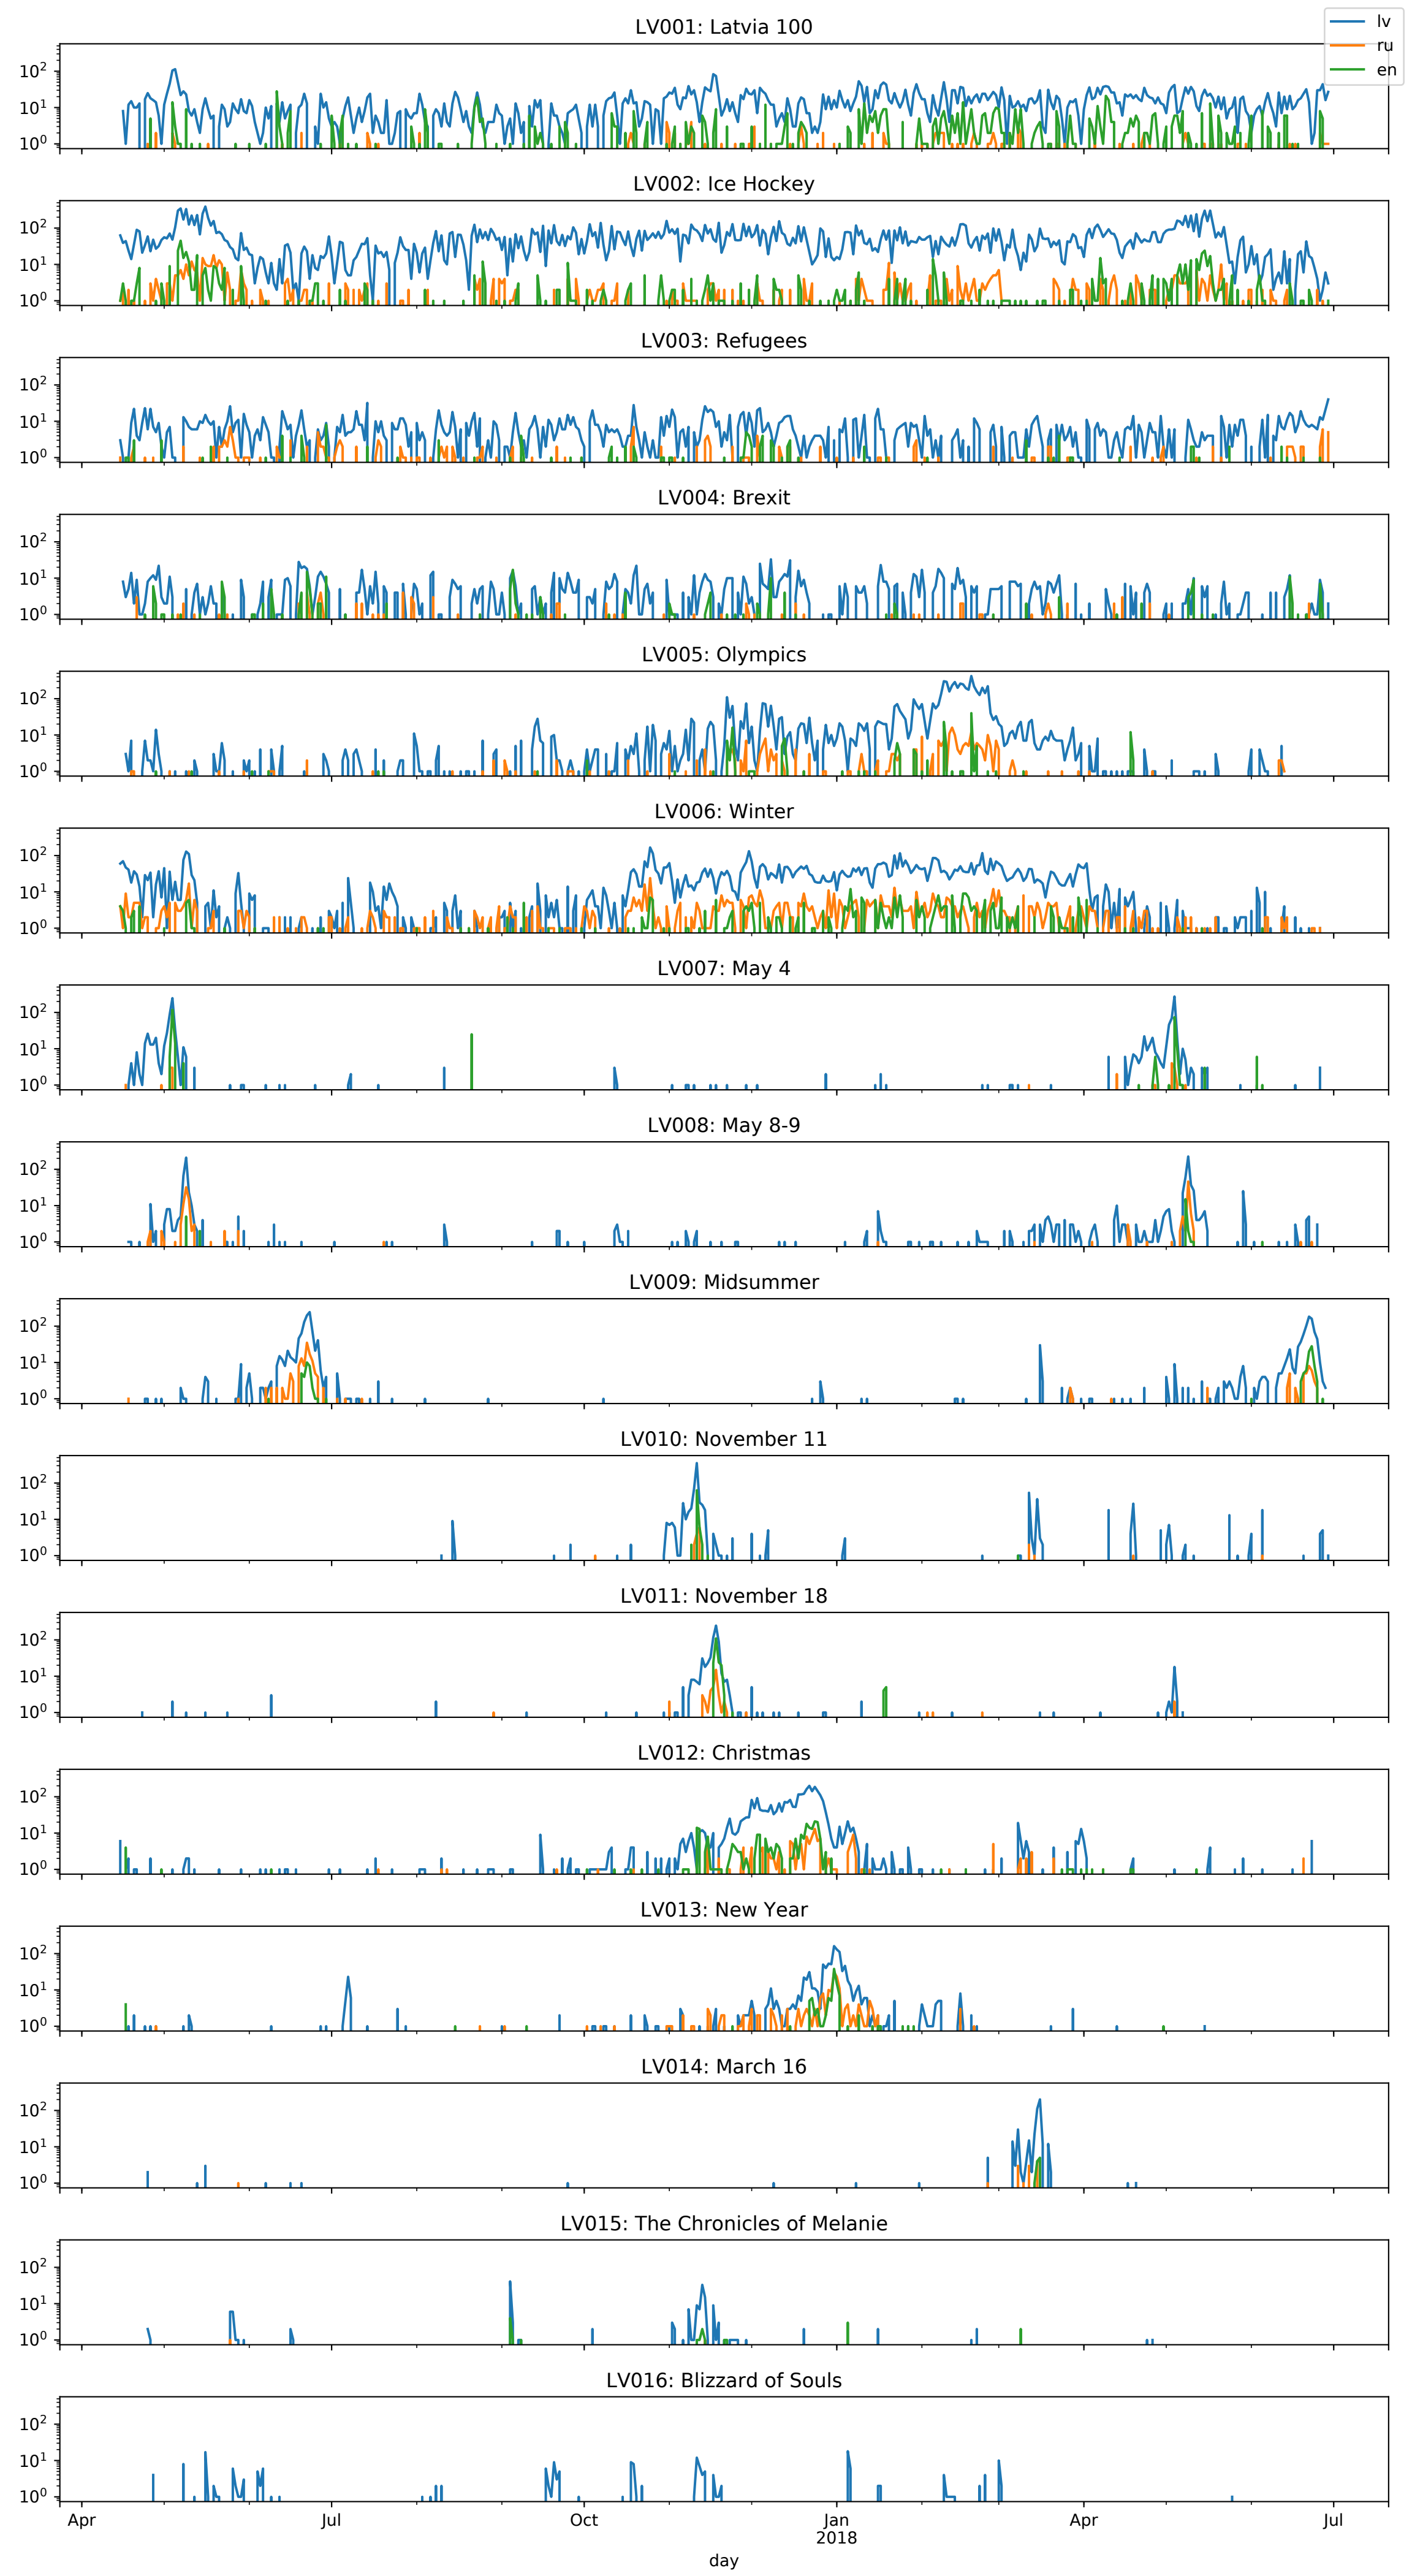 LV001: Latvia 100
lv
ru
en
10²
10¹
10⁰
LV002: Ice Hockey
10²
10¹
10⁰
LV003: Refugees
10²
10¹
10⁰
LV004: Brexit
10²
10¹
10⁰
LV005: Olympics
10²
10¹
10⁰
LV006: Winter
10²
10¹
10⁰
LV007: May 4
10²
10¹
10⁰
LV008: May 8-9
10²
10¹
10⁰
LV009: Midsummer
10²
10¹
10⁰
LV010: November 11
10²
10¹
10⁰
LV011: November 18
10²
10¹
10⁰
LV012: Christmas
10²
10¹
10⁰
LV013: New Year
10²
10¹
10⁰
LV014: March 16
10²
10¹
10⁰
LV015: The Chronicles of Melanie
10²
10¹
10⁰
LV016: Blizzard of Souls
10²
10¹
10⁰
Apr Jul Oct Jan Apr Jul
2018
day